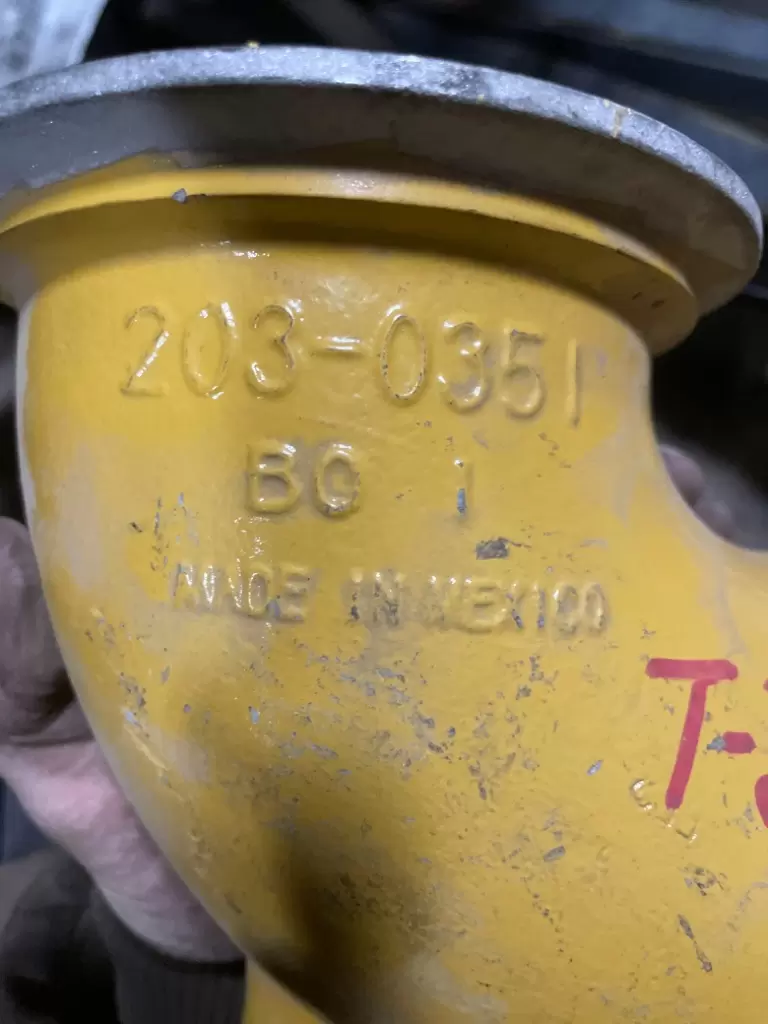 203-0351
BG 1
MADE IN MEXICO
T-